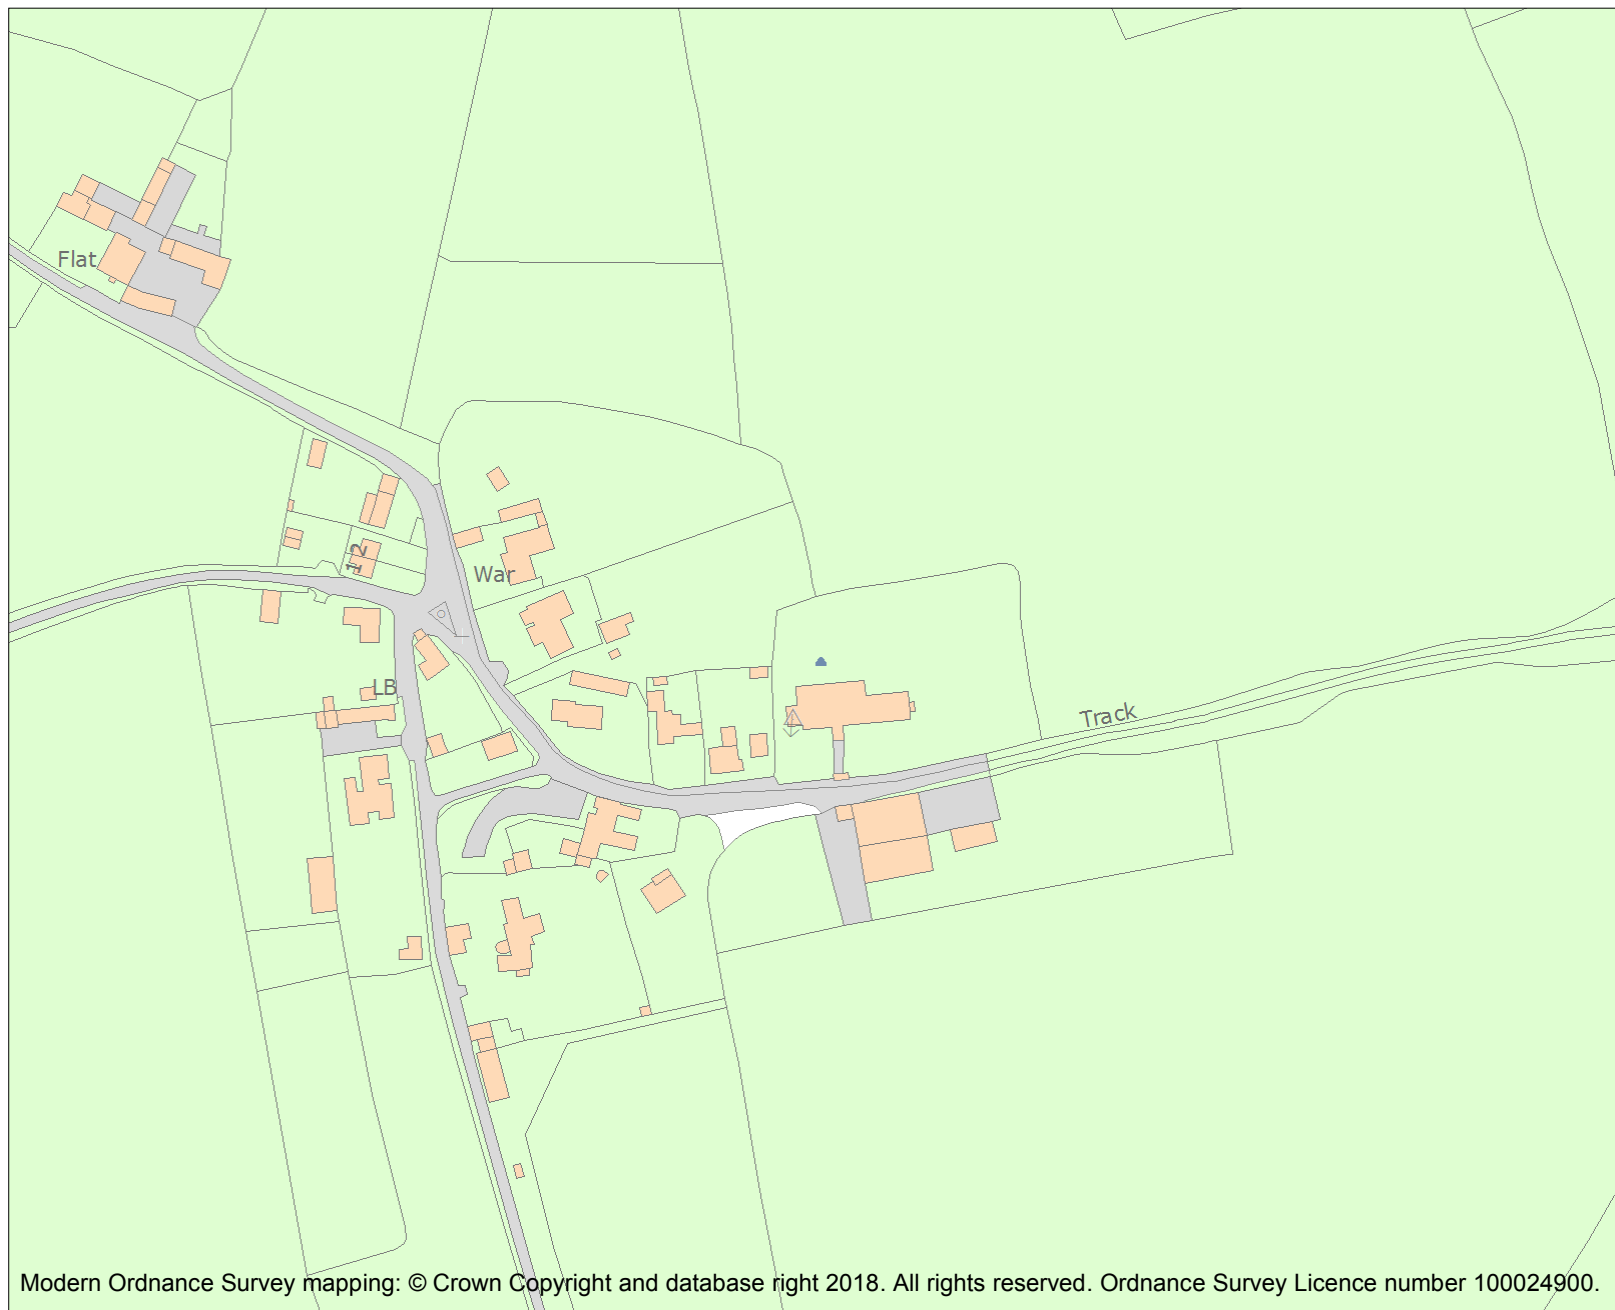 Flat
12
War
LB
Track
Modern Ordnance Survey mapping: © Crown Copyright and database right 2018. All rights reserved. Ordnance Survey Licence number 100024900.